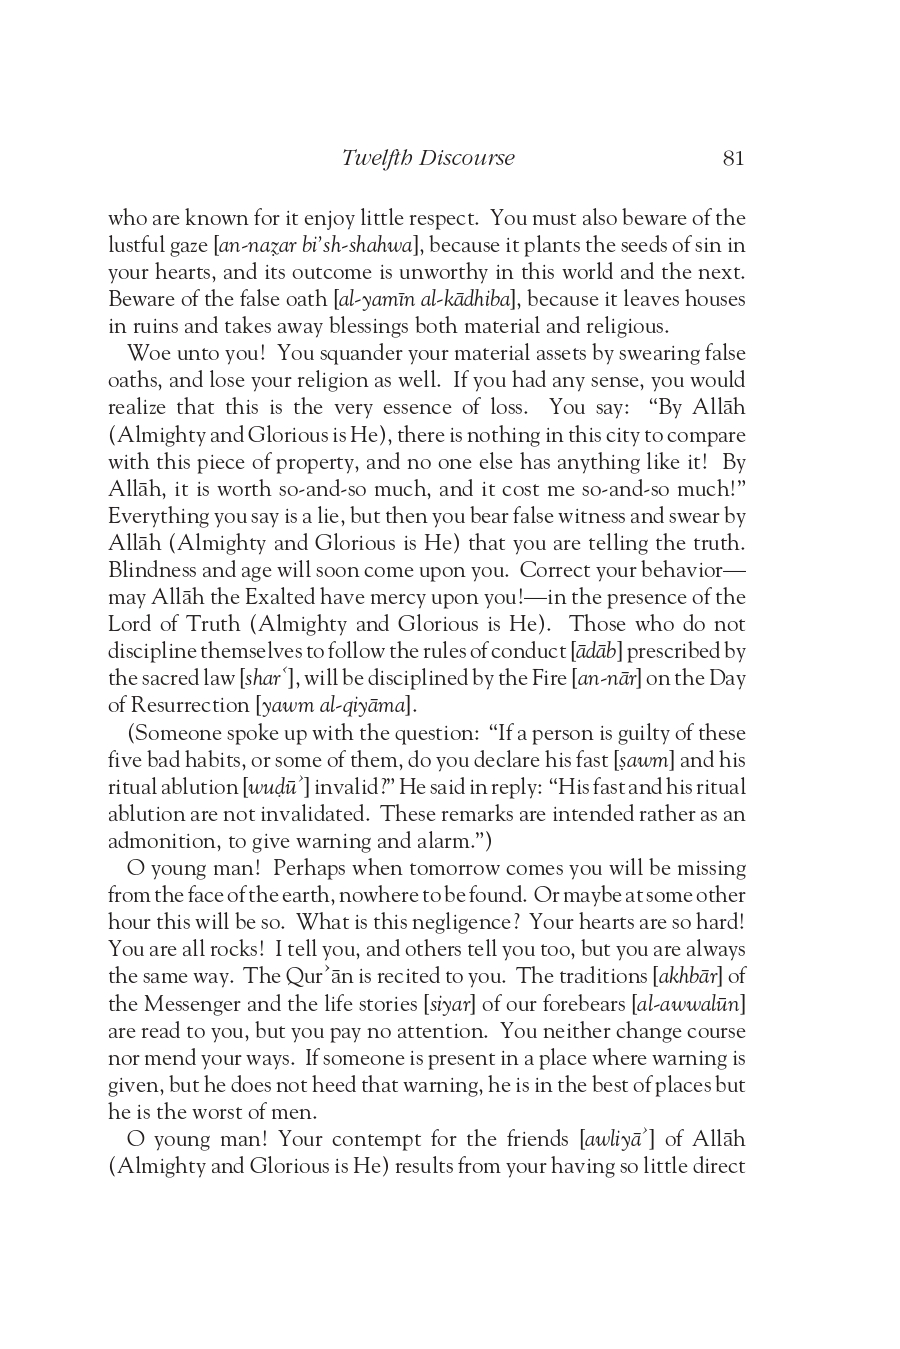 Twelfth Discourse 81
who are known for it enjoy little respect. You must also beware of the
lustful gaze [an-naẓar bi’sh-shahwa], because it plants the seeds of sin in
your hearts, and its outcome is unworthy in this world and the next.
Beware of the false oath [al-yamīn al-kādhiba], because it leaves houses
in ruins and takes away blessings both material and religious.
Woe unto you! You squander your material assets by swearing false
oaths, and lose your religion as well. If you had any sense, you would
realize that this is the very essence of loss. You say: “By Allāh
(Almighty and Glorious is He), there is nothing in this city to compare
with this piece of property, and no one else has anything like it! By
Allāh, it is worth so-and-so much, and it cost me so-and-so much!”
Everything you say is a lie, but then you bear false witness and swear by
Allāh (Almighty and Glorious is He) that you are telling the truth.
Blindness and age will soon come upon you. Correct your behavior—
may Allāh the Exalted have mercy upon you!—in the presence of the
Lord of Truth (Almighty and Glorious is He). Those who do not
discipline themselves to follow the rules of conduct [ādāb] prescribed by
the sacred law [sharʿ], will be disciplined by the Fire [an-nār] on the Day
of Resurrection [yawm al-qiyāma].
(Someone spoke up with the question: “If a person is guilty of these
five bad habits, or some of them, do you declare his fast [ṣawm] and his
ritual ablution [wuḍūʾ] invalid?” He said in reply: “His fast and his ritual
ablution are not invalidated. These remarks are intended rather as an
admonition, to give warning and alarm.”)
O young man! Perhaps when tomorrow comes you will be missing
from the face of the earth, nowhere to be found. Or maybe at some other
hour this will be so. What is this negligence? Your hearts are so hard!
You are all rocks! I tell you, and others tell you too, but you are always
the same way. The Qurʾān is recited to you. The traditions [akhbār] of
the Messenger and the life stories [siyar] of our forebears [al-awwalūn]
are read to you, but you pay no attention. You neither change course
nor mend your ways. If someone is present in a place where warning is
given, but he does not heed that warning, he is in the best of places but
he is the worst of men.
O young man! Your contempt for the friends [awliyāʾ] of Allāh
(Almighty and Glorious is He) results from your having so little direct